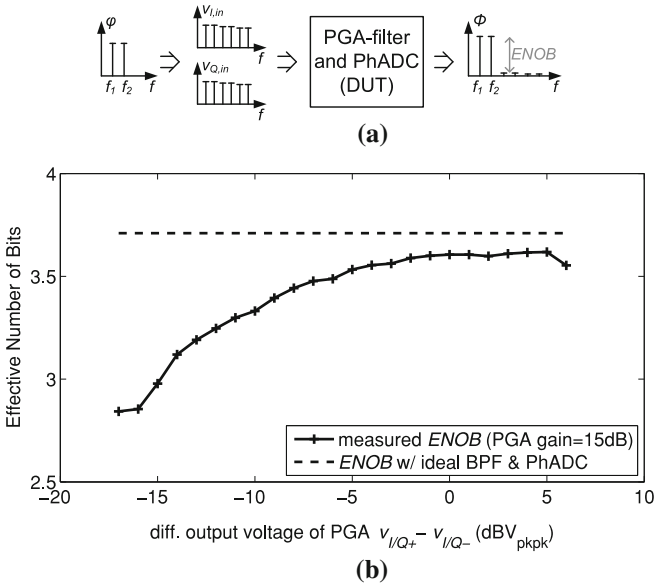 φ
f1 f2 f
vI,in
f
vQ,in
f
PGA-filter
and PhADC
(DUT)
Φ
ENOB
f1 f2 f
(a)
Effective Number of Bits
4
3.5
3
2.5
−20 −15 −10 −5 0 5 10
measured ENOB (PGA gain=15dB)
ENOB w/ ideal BPF & PhADC
diff. output voltage of PGA vI/Q+− vI/Q− (dBVpkpk)
(b)